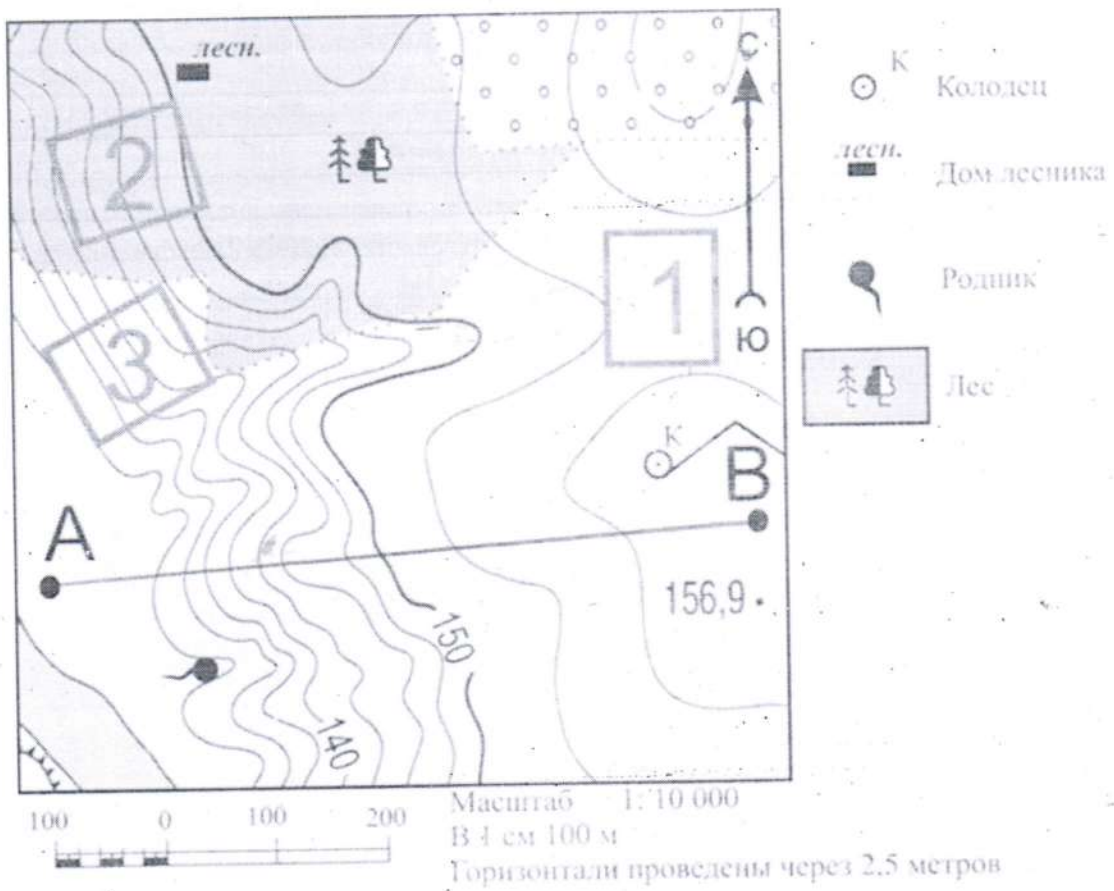 лесн.
С
Ю
2
1
3
К
А
В
156,9
150
140
К
Колодец
лесн.
Дом лесника
Родник
Лес
100 0 100 200
Масштаб 1: 10 000
В 1 см 100 м
Горизонтали проведены через 2,5 метров